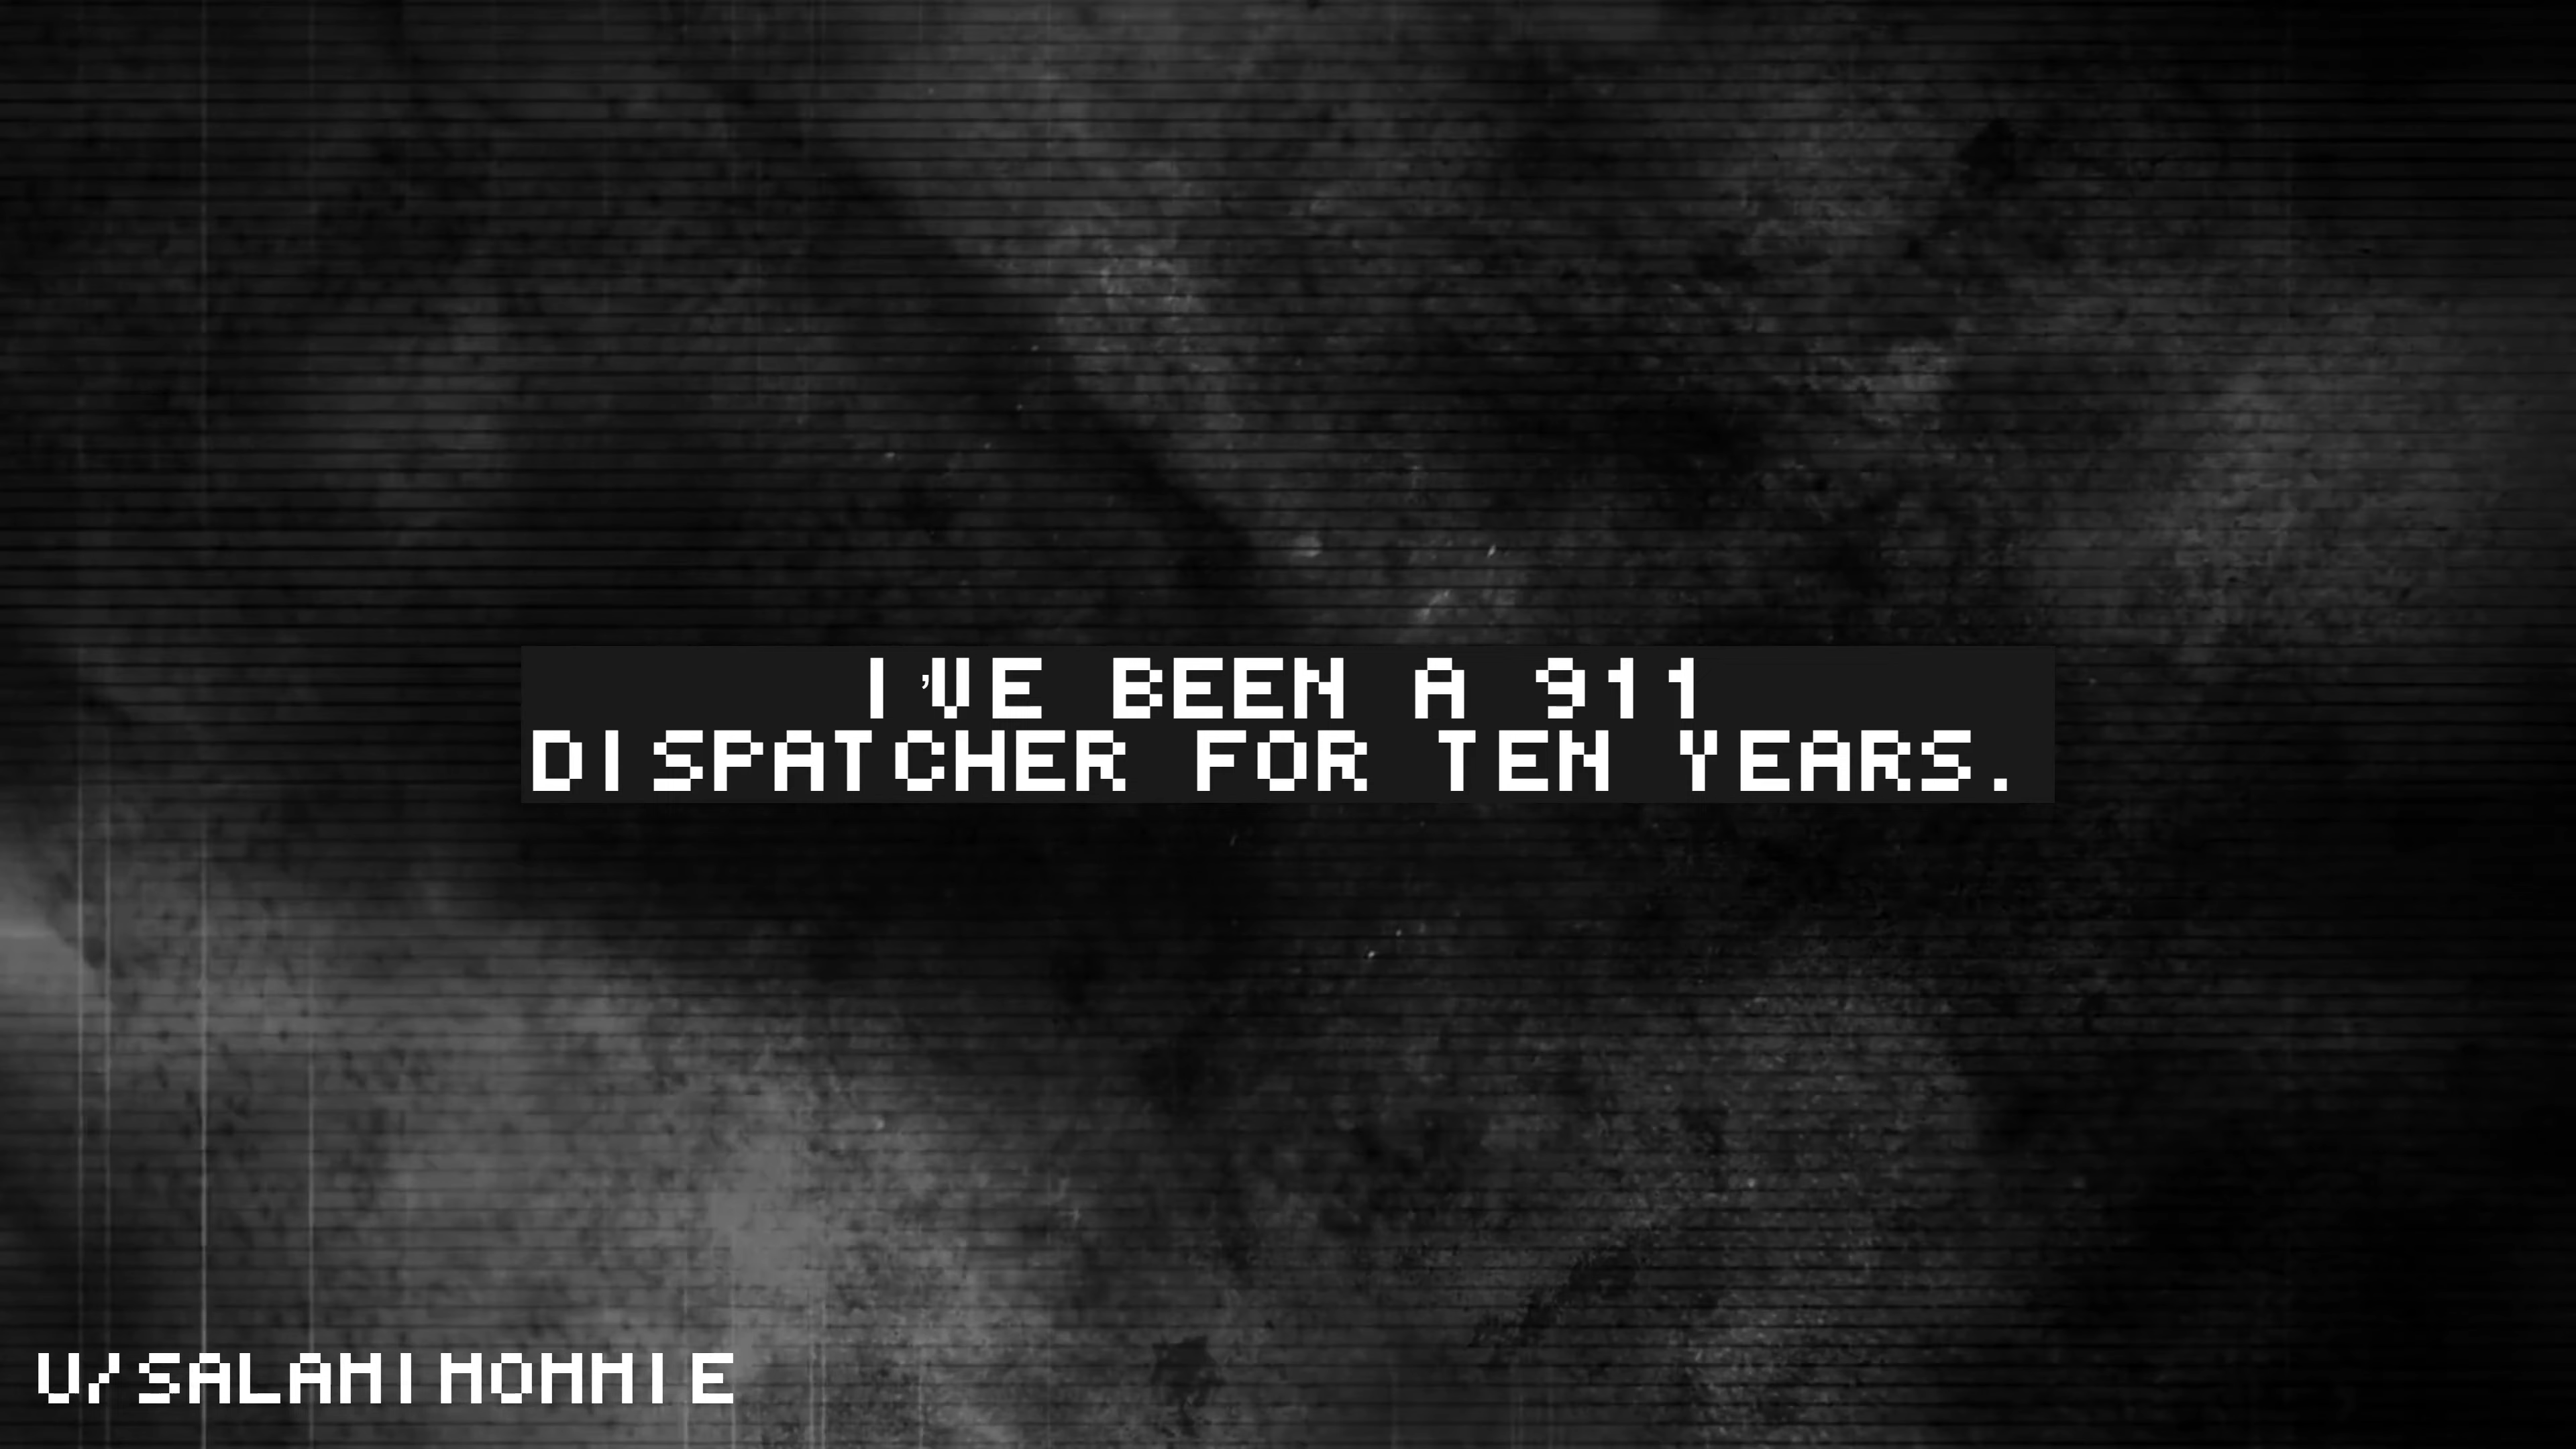 I'VE BEEN A 911
DISPATCHER FOR TEN YEARS.
U/SALAMIMOMMIE